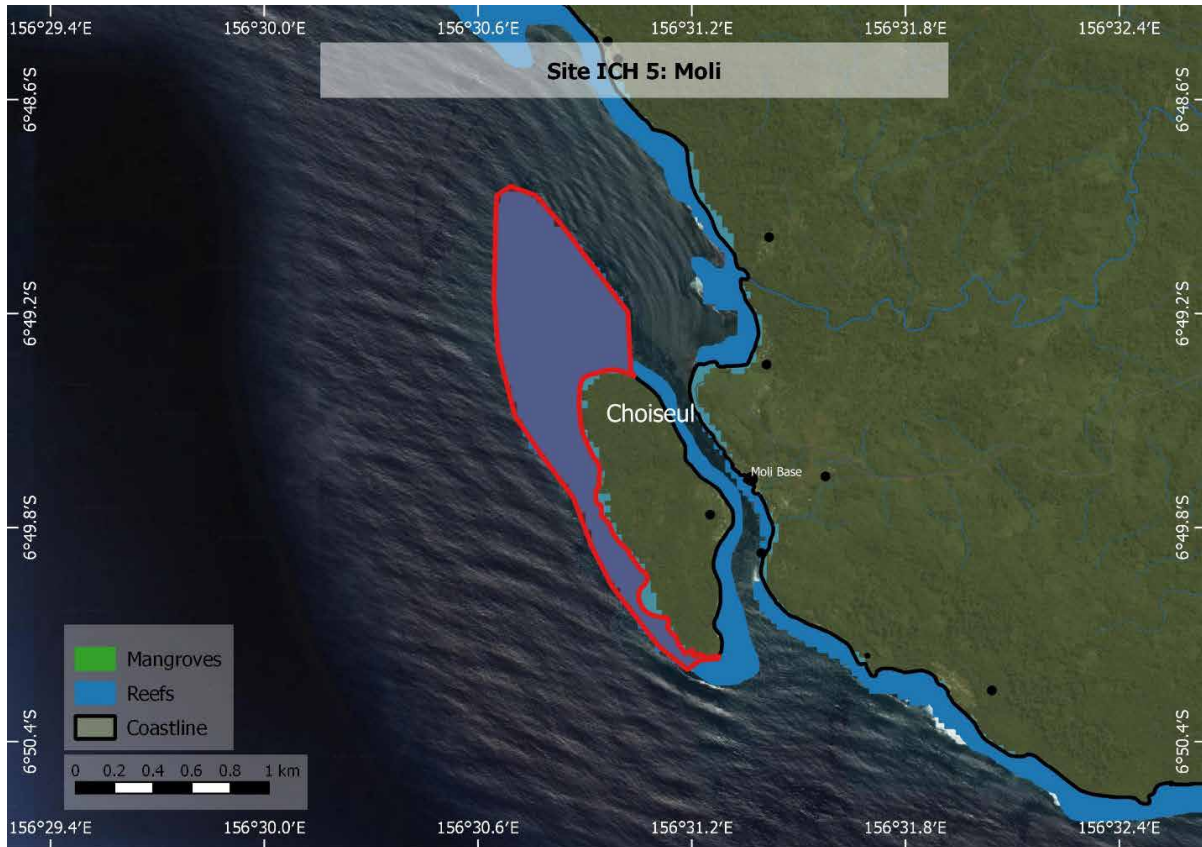 156°29.4′E 156°30.0′E 156°30.6′E 156°31.2′E 156°31.8′E 156°32.4′E
Site ICH 5: Moli
6°48.6′S 6°48.6′S
6°49.2′S 6°49.2′S
Choiseul
Moli Base
6°49.8′S 6°49.8′S
Mangroves
Reefs
Coastline
6°50.4′S 6°50.4′S
0 0.2 0.4 0.6 0.8 1 km
156°29.4′E 156°30.0′E 156°30.6′E 156°31.2′E 156°31.8′E 156°32.4′E